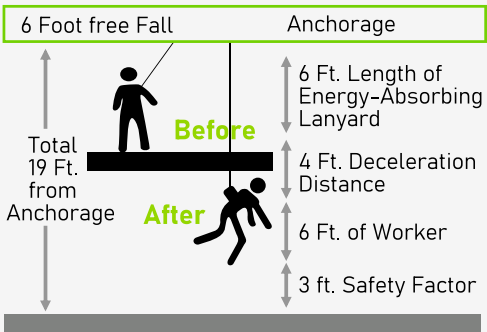 6 Foot free Fall
Anchorage
6 Ft. Length of
Energy-Absorbing
Lanyard
Before
Total
19 Ft.
from
Anchorage
4 Ft. Deceleration
Distance
After
6 Ft. of Worker
3 ft. Safety Factor